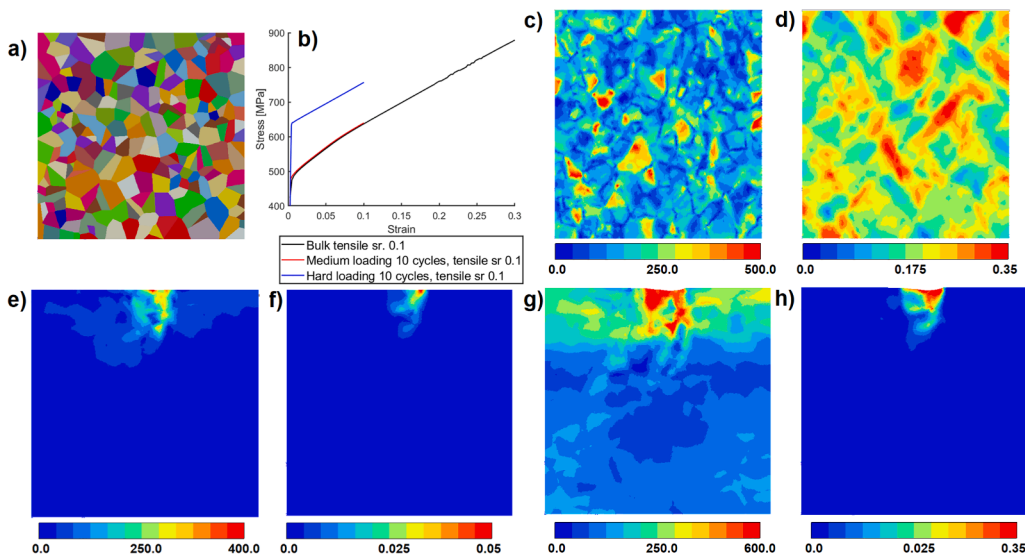 a)
b)
c)
d)
900
800
700
600
500
400
Stress [MPa]
0 0.05 0.1 0.15 0.2 0.25 0.3
Strain
Bulk tensile sr. 0.1
Medium loading 10 cycles, tensile sr 0.1
Hard loading 10 cycles, tensile sr 0.1
0.0 250.0 500.0
0.0 0.175 0.35
e)
f)
g)
h)
0.0 250.0 400.0
0.0 0.025 0.05
0.0 250.0 600.0
0.0 0.025 0.35